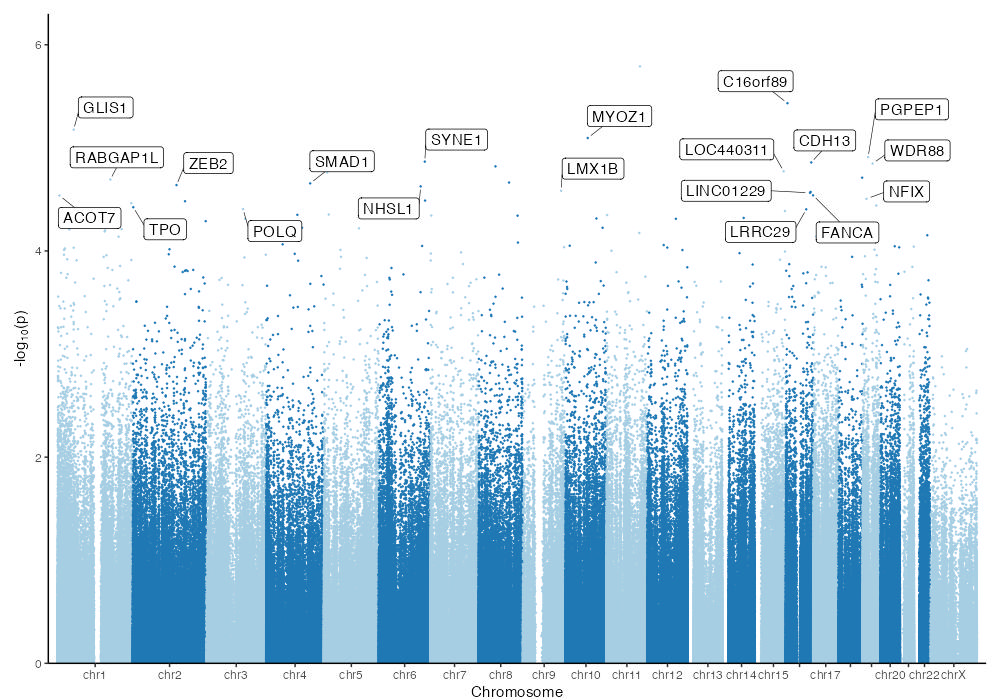 6
C16orf89
GLIS1
PGPEP1
MYOZ1
SYNE1
CDH13
LOC440311
WDR88
RABGAP1L
ZEB2
SMAD1
LMX1B
LINC01229
NFIX
NHSL1
ACOT7
TPO
POLQ
LRRC29
FANCA
4
-log10(p)
2
0
chr1 chr2 chr3 chr4 chr5 chr6 chr7 chr8 chr9 chr10 chr11 chr12 chr13 chr14 chr15 chr17 chr20 chr22 chrX
Chromosome